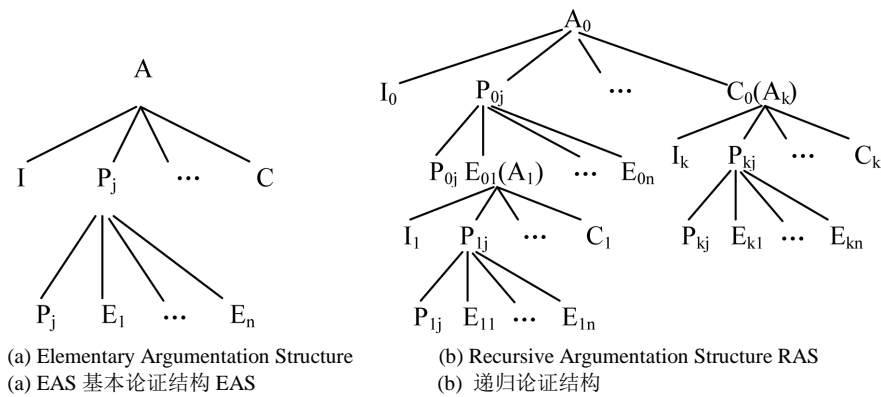 A
I P_j ... C
P_j E_1 ... E_n
A_0
I_0 P_0j ... C_0(A_k)
P_0j E_01(A_1) ... E_0n I_k P_kj ... C_k
I_1 P_1j ... C_1 P_kj E_k1 ... E_kn
P_1j E_11 ... E_1n
(a) Elementary Argumentation Structure
(a) EAS 基本论证结构 EAS
(b) Recursive Argumentation Structure RAS
(b) 递归论证结构